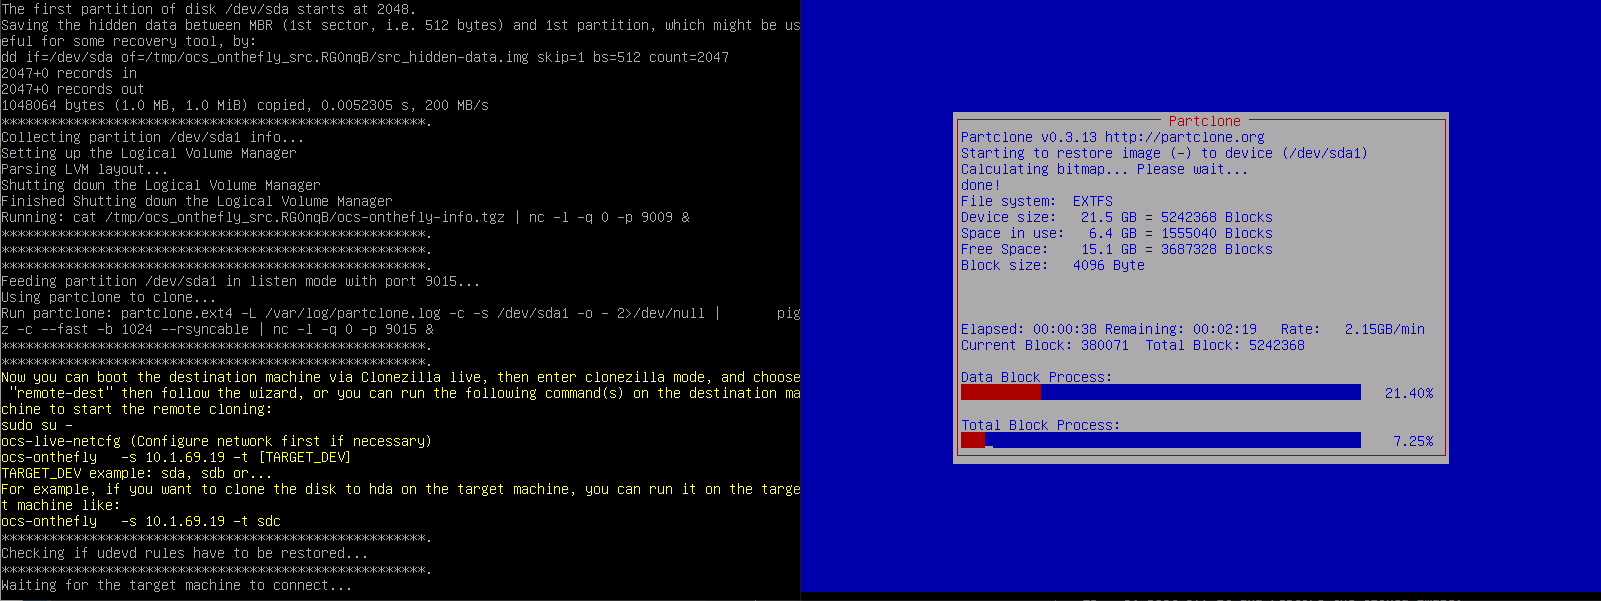 The first partition of disk /dev/sda starts at 2048.
Saving the hidden data between MBR (1st sector, i.e. 512 bytes) and 1st partition, which might be us
eful for some recovery tool, by:
dd if=/dev/sda of=/tmp/ocs_onthefly_src.RG0nqB/src_hidden-data.img skip=1 bs=512 count=2047
2047+0 records in
2047+0 records out
1048064 bytes (1.0 MB, 1.0 MiB) copied, 0.0052305 s, 200 MB/s
*****************************************************.
Collecting partition /dev/sda1 info...
Setting up the Logical Volume Manager
Parsing LVM layout...
Shutting down the Logical Volume Manager
Finished Shutting down the Logical Volume Manager
Running: cat /tmp/ocs_onthefly_src.RG0nqB/ocs-onthefly-info.tgz | nc -l -q 0 -p 9009 &
*****************************************************.
*****************************************************.
*****************************************************.
Feeding partition /dev/sda1 in listen mode with port 9015...
Using partclone to clone...
Run partclone: partclone.ext4 -L /var/log/partclone.log -c -s /dev/sda1 -o - 2>/dev/null |       pig
z -c --fast -b 1024 --rsyncable | nc -l -q 0 -p 9015 &
*****************************************************.
*****************************************************.
Now you can boot the destination machine via Clonezilla live, then enter clonezilla mode, and choose
 "remote-dest" then follow the wizard, or you can run the following command(s) on the destination ma
chine to start the remote cloning:
sudo su -
ocs-live-netcfg (Configure network first if necessary)
ocs-onthefly   -s 10.1.69.19 -t [TARGET_DEV]
TARGET_DEV example: sda, sdb or...
For example, if you want to clone the disk to hda on the target machine, you can run it on the targe
t machine like:
ocs-onthefly   -s 10.1.69.19 -t sdc
*****************************************************.
Checking if udevd rules have to be restored...
*****************************************************.
Waiting for the target machine to connect...
Partclone
Partclone v0.3.13 http://partclone.org
Starting to restore image (-) to device (/dev/sda1)
Calculating bitmap... Please wait...
done!
File system:  EXTFS
Device size:   21.5 GB = 5242368 Blocks
Space in use:   6.4 GB = 1555040 Blocks
Free Space:    15.1 GB = 3687328 Blocks
Block size:   4096 Byte
Elapsed: 00:00:38 Remaining: 00:02:19   Rate:   2.15GB/min
Current Block: 380071  Total Block: 5242368
Data Block Process:
21.40%
Total Block Process:
7.25%